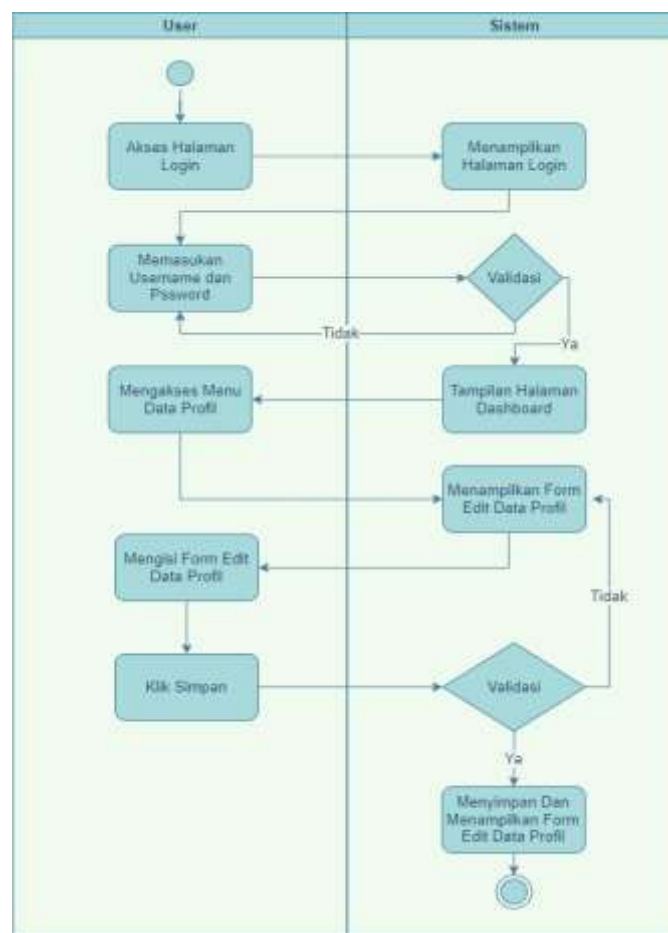 User
Sistem
Akses Halaman
Login
Menampilkan
Halaman Login
Memasukan
Username dan
Pssword
Validasi
Tidak
Ya
Mengakses Menu
Data Profil
Tampilan Halaman
Dashboard
Menampilkan Form
Edit Data Profil
Mengisi Form Edit
Data Profil
Tidak
Klik Simpan
Validasi
Ya
Menyimpan Dan
Menampilkan Form
Edit Data Profil